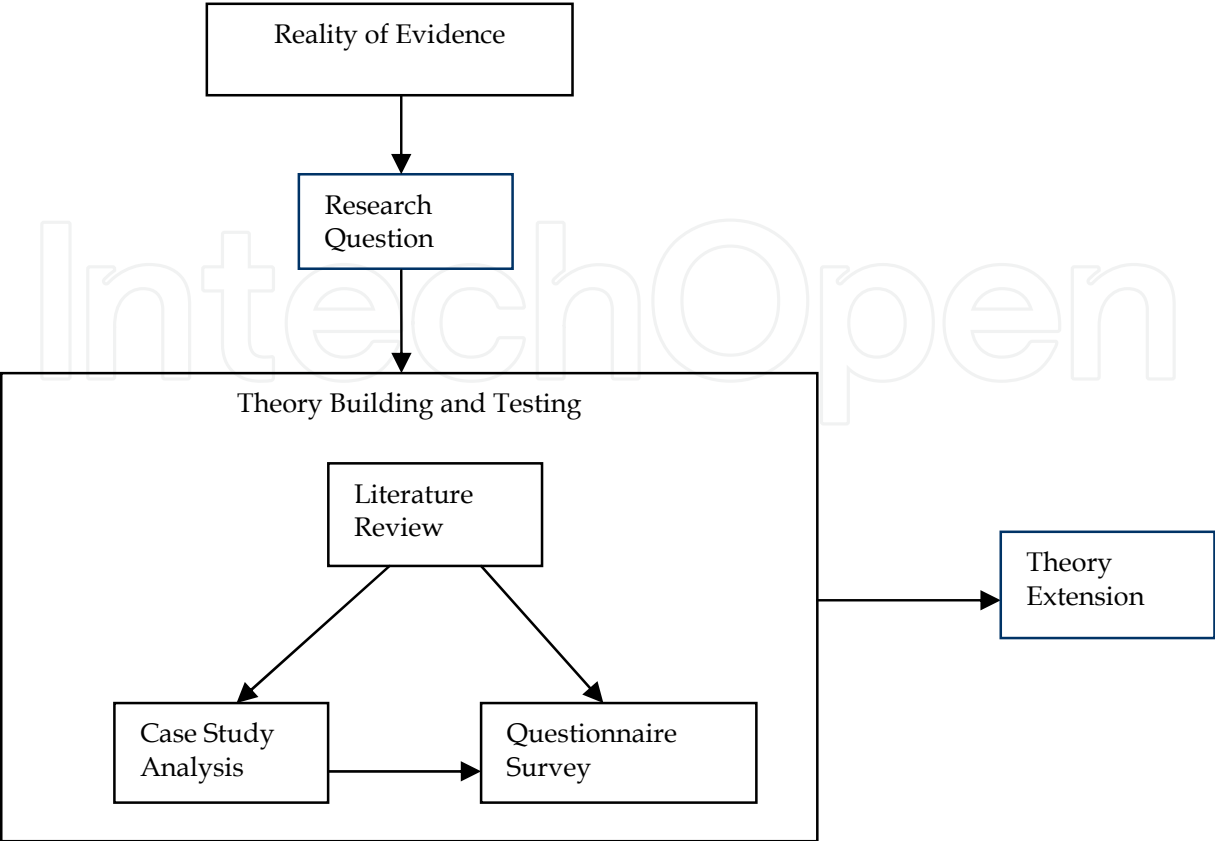 Reality of Evidence
Research
Question
IntechOpen
Theory Building and Testing
Literature
Review
Theory
Extension
Case Study
Analysis
Questionnaire
Survey